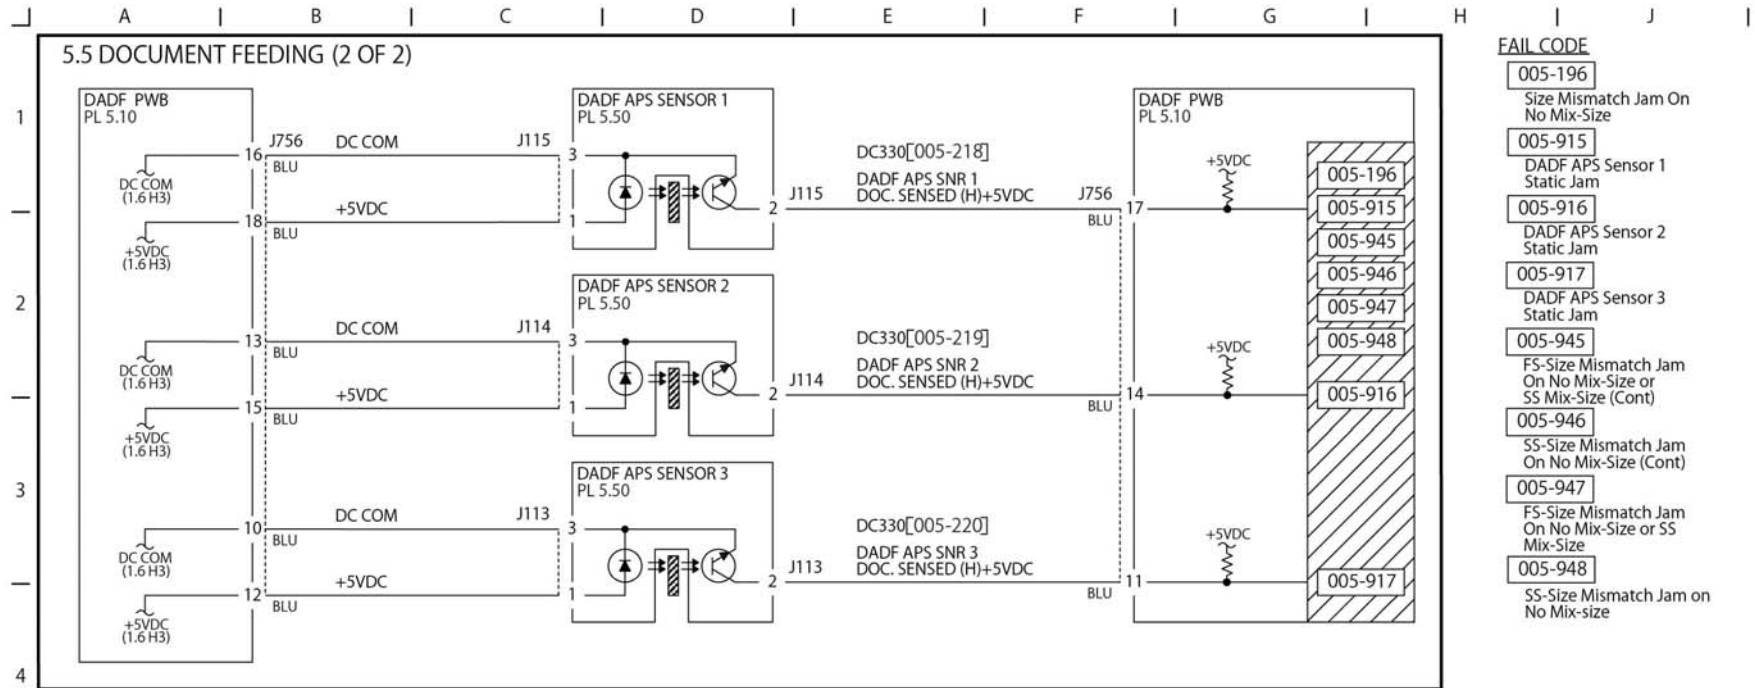 A B C D E F G H J
5.5 DOCUMENT FEEDING (2 OF 2)
1
2
3
4
DADF PWB
PL 5.10
DC COM
(1.6 H3)
+5VDC
(1.6 H3)
DC COM
(1.6 H3)
+5VDC
(1.6 H3)
DC COM
(1.6 H3)
+5VDC
(1.6 H3)
16 J756 DC COM J115 3
BLU
18 +5VDC 1
BLU
13 DC COM J114 3
BLU
15 +5VDC 1
BLU
10 DC COM J113 3
BLU
12 +5VDC 1
BLU
DADF APS SENSOR 1
PL 5.50
2 J115
DADF APS SENSOR 2
PL 5.50
2 J114
DADF APS SENSOR 3
PL 5.50
2 J113
DC330[005-218]
DADF APS SNR 1
DOC. SENSED (H)+5VDC
J756 17
BLU
DC330[005-219]
DADF APS SNR 2
DOC. SENSED (H)+5VDC
14
BLU
DC330[005-220]
DADF APS SNR 3
DOC. SENSED (H)+5VDC
11
BLU
DADF PWB
PL 5.10
+5VDC
+5VDC
+5VDC
005-196
005-915
005-945
005-946
005-947
005-948
005-916
005-917
FAIL CODE
005-196
Size Mismatch Jam On
No Mix-Size
005-915
DADF APS Sensor 1
Static Jam
005-916
DADF APS Sensor 2
Static Jam
005-917
DADF APS Sensor 3
Static Jam
005-945
FS-Size Mismatch Jam
On No Mix-Size or
SS Mix-Size (Cont)
005-946
SS-Size Mismatch Jam
On No Mix-Size (Cont)
005-947
FS-Size Mismatch Jam
On No Mix-Size or SS
Mix-Size
005-948
SS-Size Mismatch Jam on
No Mix-size